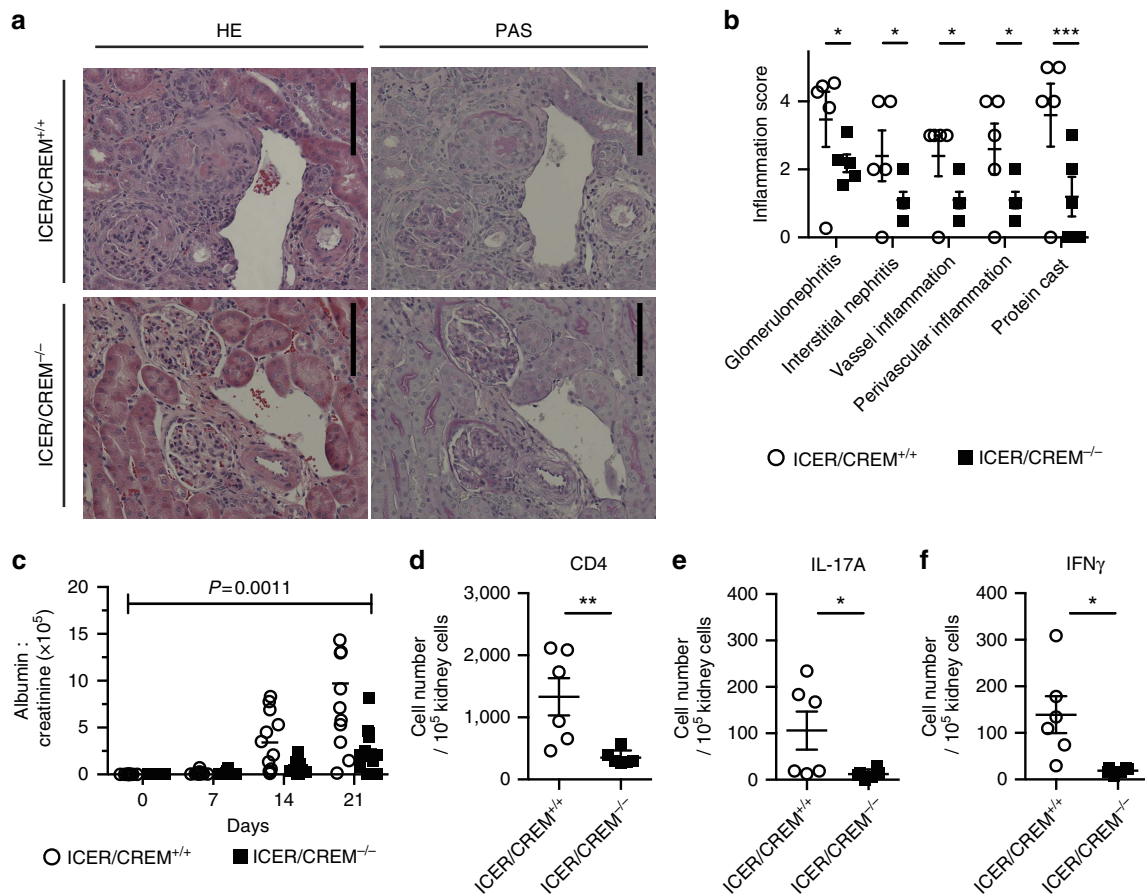 a
HE
PAS
ICER/CREM+/+
ICER/CREM−/−
b
Inflammation score
4
2
0
*
*
*
*
***
Glomerulonephritis
Interstitial nephritis
Vassel inflammation
Perivascular inflammation
Protein cast
ICER/CREM+/+
ICER/CREM−/−
c
Albumin :
creatinine (×10⁵)
P=0.0011
20
15
10
5
0
0
7
14
21
Days
ICER/CREM+/+
ICER/CREM−/−
d
CD4
Cell number
/ 10⁵ kidney cells
3,000
2,000
1,000
0
**
ICER/CREM+/+
ICER/CREM−/−
e
IL-17A
Cell number
/ 10⁵ kidney cells
400
300
200
100
0
*
ICER/CREM+/+
ICER/CREM−/−
f
IFNγ
Cell number
/ 10⁵ kidney cells
400
300
200
100
0
*
ICER/CREM+/+
ICER/CREM−/−